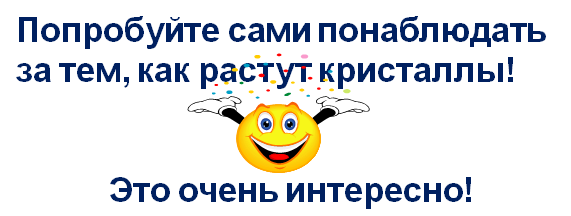 Попробуйте сами понаблюдать
за тем, как растут кристаллы!
Это очень интересно!